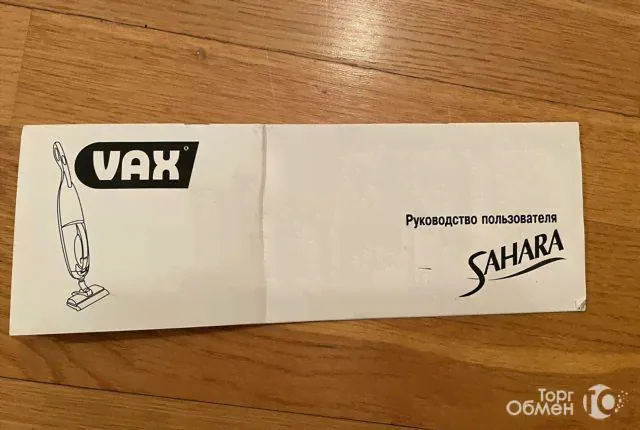 VAX
Руководство пользователя
SAHARA
Торг
Обмен